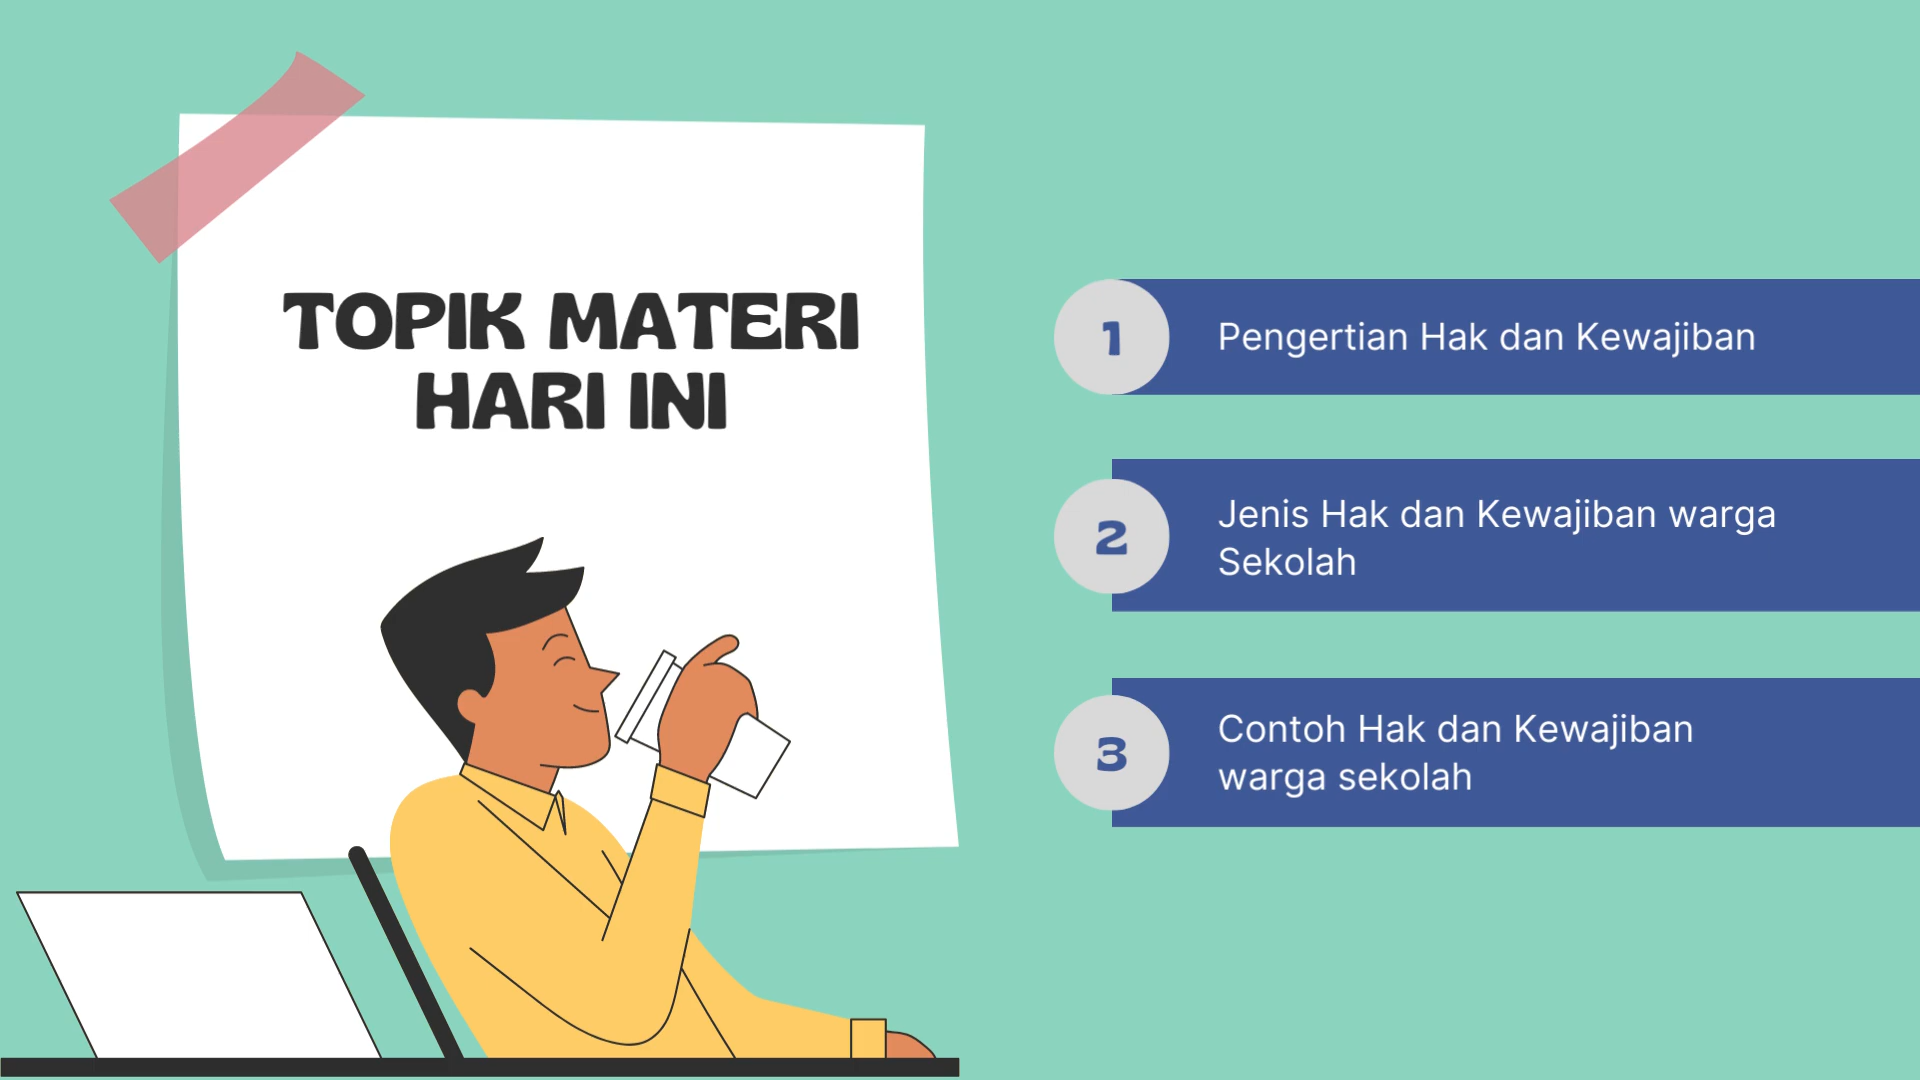 TOPIK MATERI
HARI INI
1
Pengertian Hak dan Kewajiban
2
Jenis Hak dan Kewajiban warga
Sekolah
3
Contoh Hak dan Kewajiban
warga sekolah